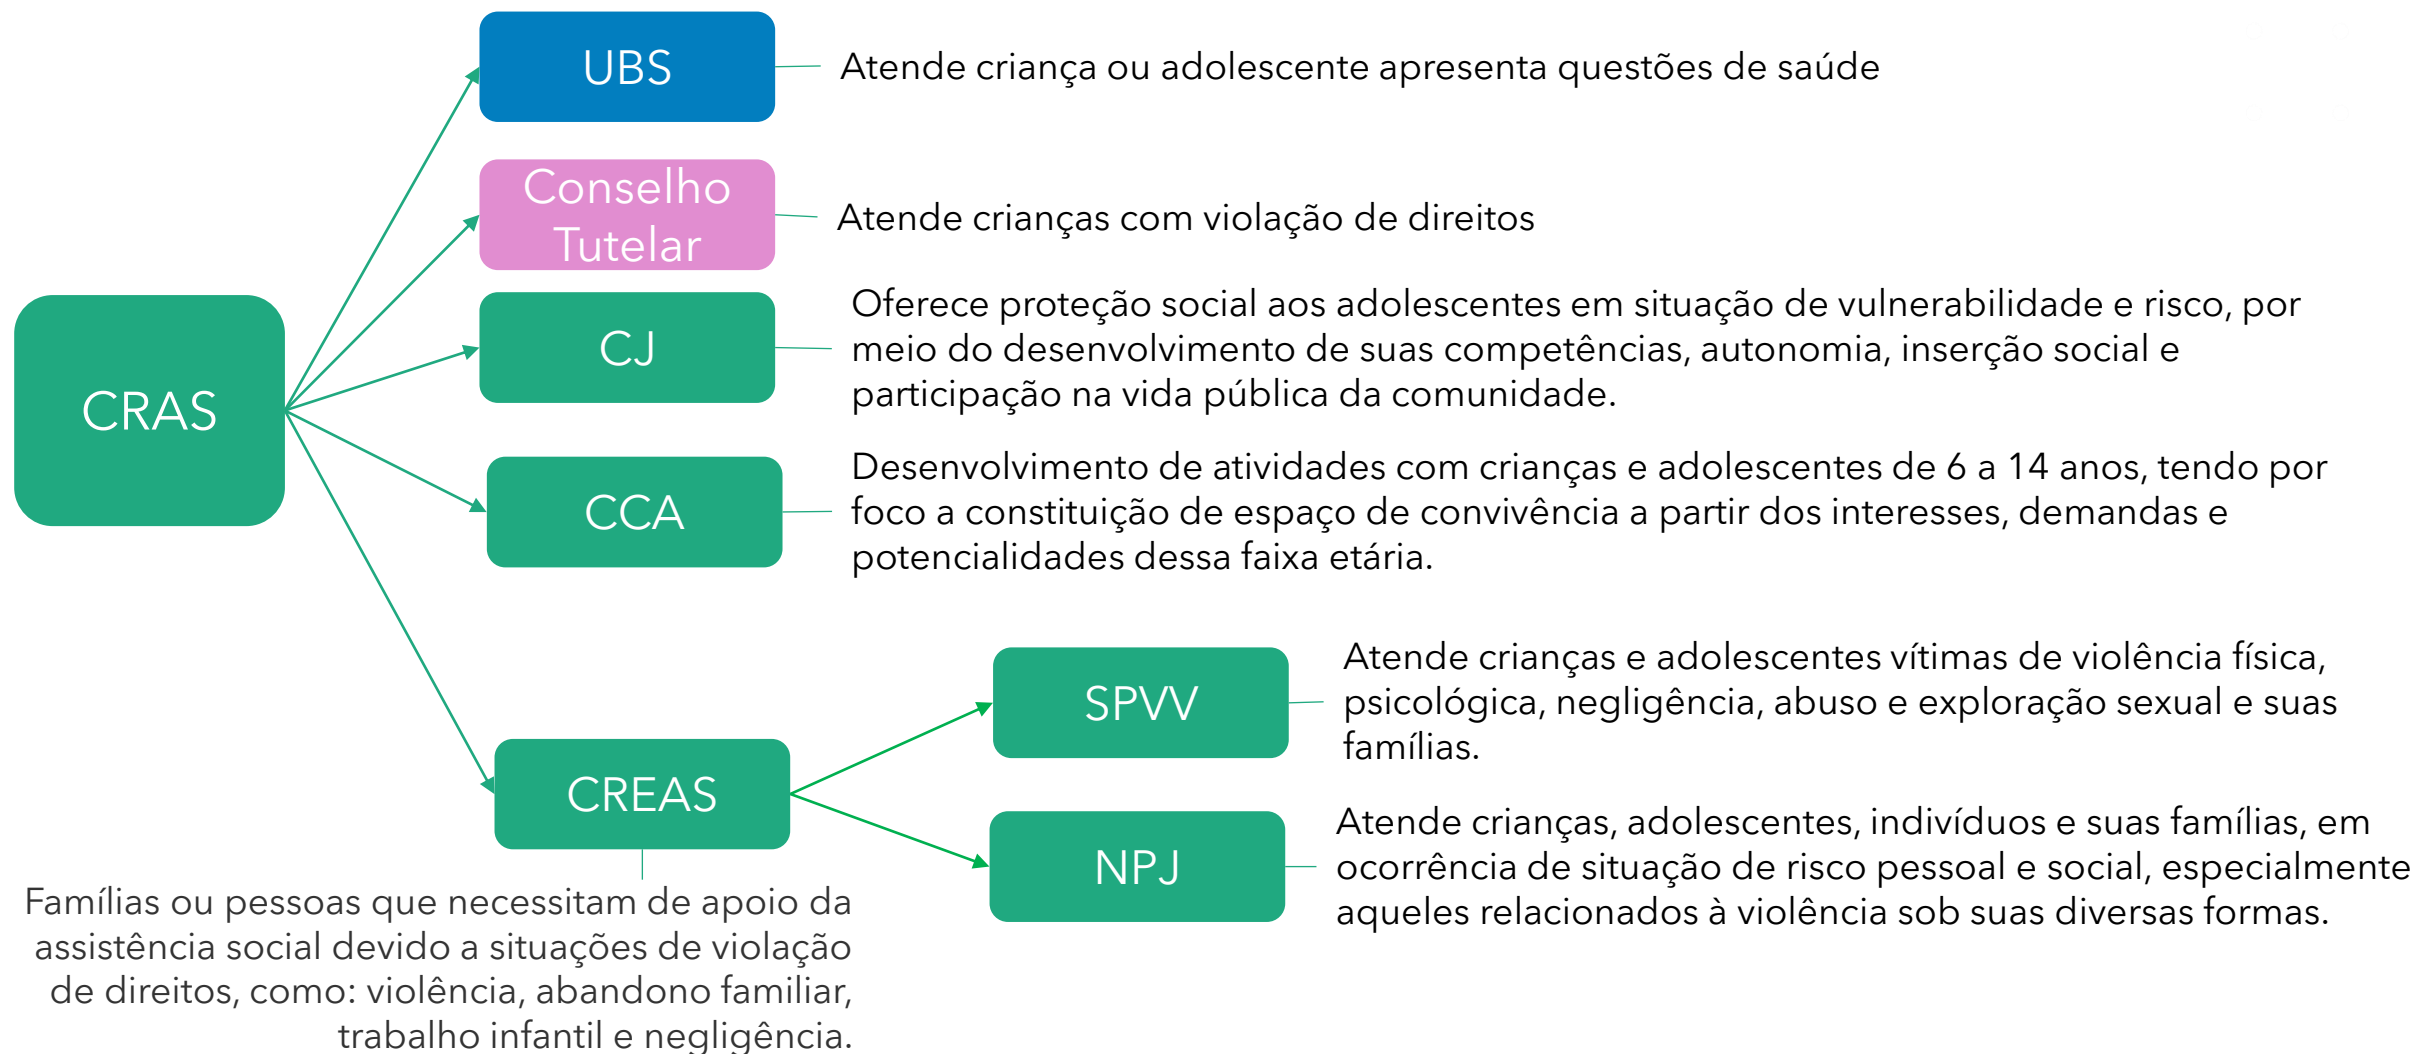 UBS
Atende criança ou adolescente apresenta questões de saúde
Conselho
Tutelar
Atende crianças com violação de direitos
CRAS
CJ
Oferece proteção social aos adolescentes em situação de vulnerabilidade e risco, por
meio do desenvolvimento de suas competências, autonomia, inserção social e
participação na vida pública da comunidade.
CCA
Desenvolvimento de atividades com crianças e adolescentes de 6 a 14 anos, tendo por
foco a constituição de espaço de convivência a partir dos interesses, demandas e
potencialidades dessa faixa etária.
CREAS
Famílias ou pessoas que necessitam de apoio da
assistência social devido a situações de violação
de direitos, como: violência, abandono familiar,
trabalho infantil e negligência.
SPVV
Atende crianças e adolescentes vítimas de violência física,
psicológica, negligência, abuso e exploração sexual e suas
famílias.
NPJ
Atende crianças, adolescentes, indivíduos e suas famílias, em
ocorrência de situação de risco pessoal e social, especialmente
aqueles relacionados à violência sob suas diversas formas.